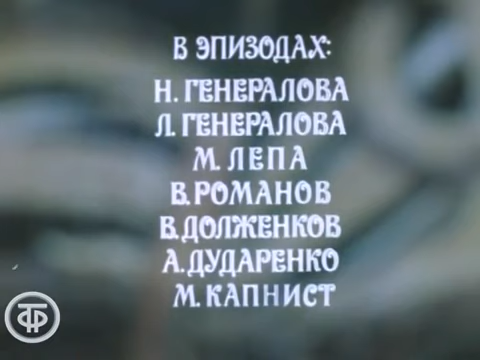 В ЭПИЗОДАХ:
Н. ГЕНЕРАЛОВА
Л. ГЕНЕРАЛОВА
М. ЛЕПА
В. РОМАНОВ
В. ДОЛЖЕНКОВ
А. ДУДАРЕНКО
М. КАПНИСТ